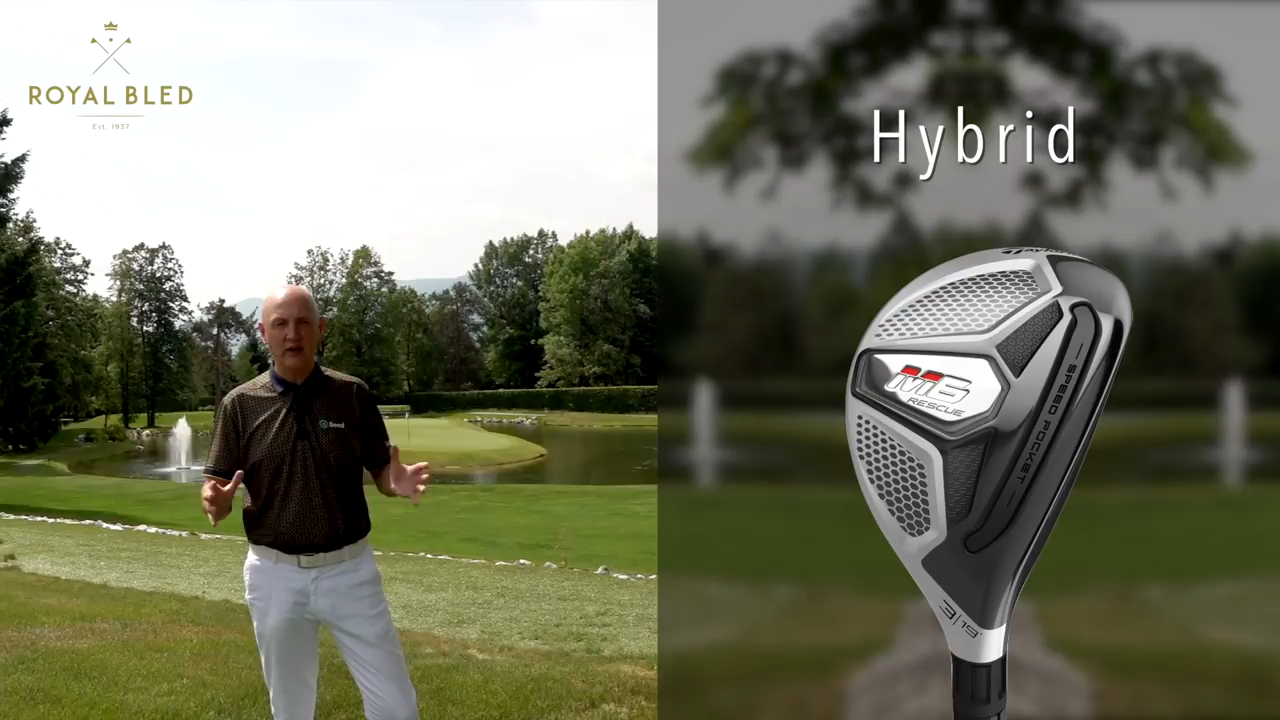 ROYAL BLED
Est. 1937
Hybrid
M6
RESCUE
SPEED POCKET
3|19°